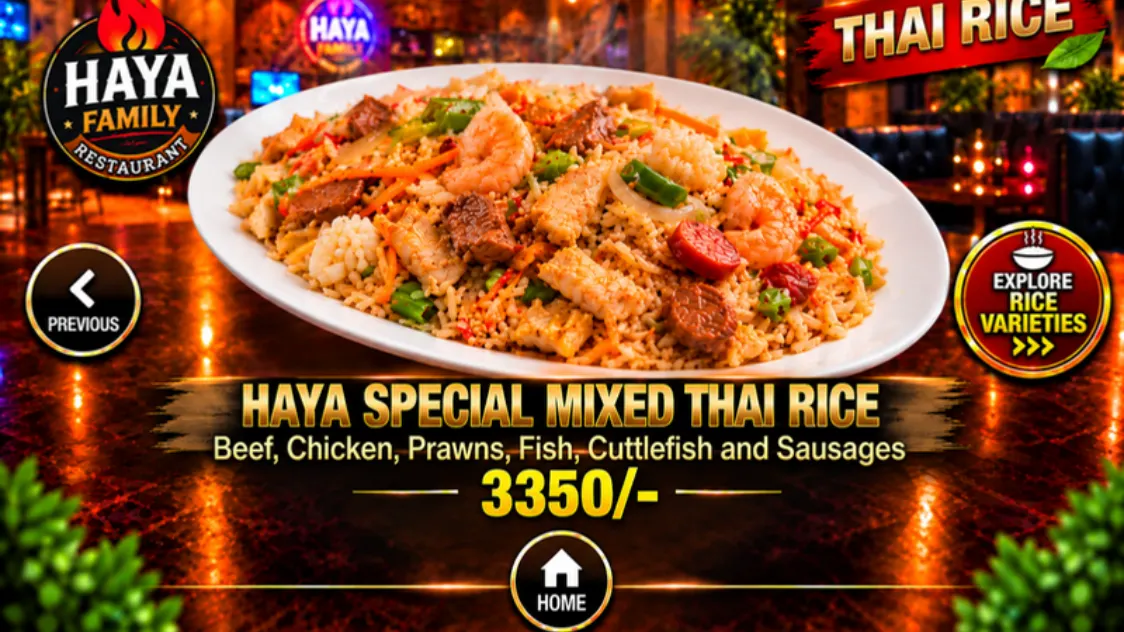 HAYA
FAMILY
RESTAURANT
HAYA
FAMILY
THAI RICE
PREVIOUS
EXPLORE
RICE
VARIETIES
>>>
HAYA SPECIAL MIXED THAI RICE
Beef, Chicken, Prawns, Fish, Cuttlefish and Sausages
3350/-
HOME